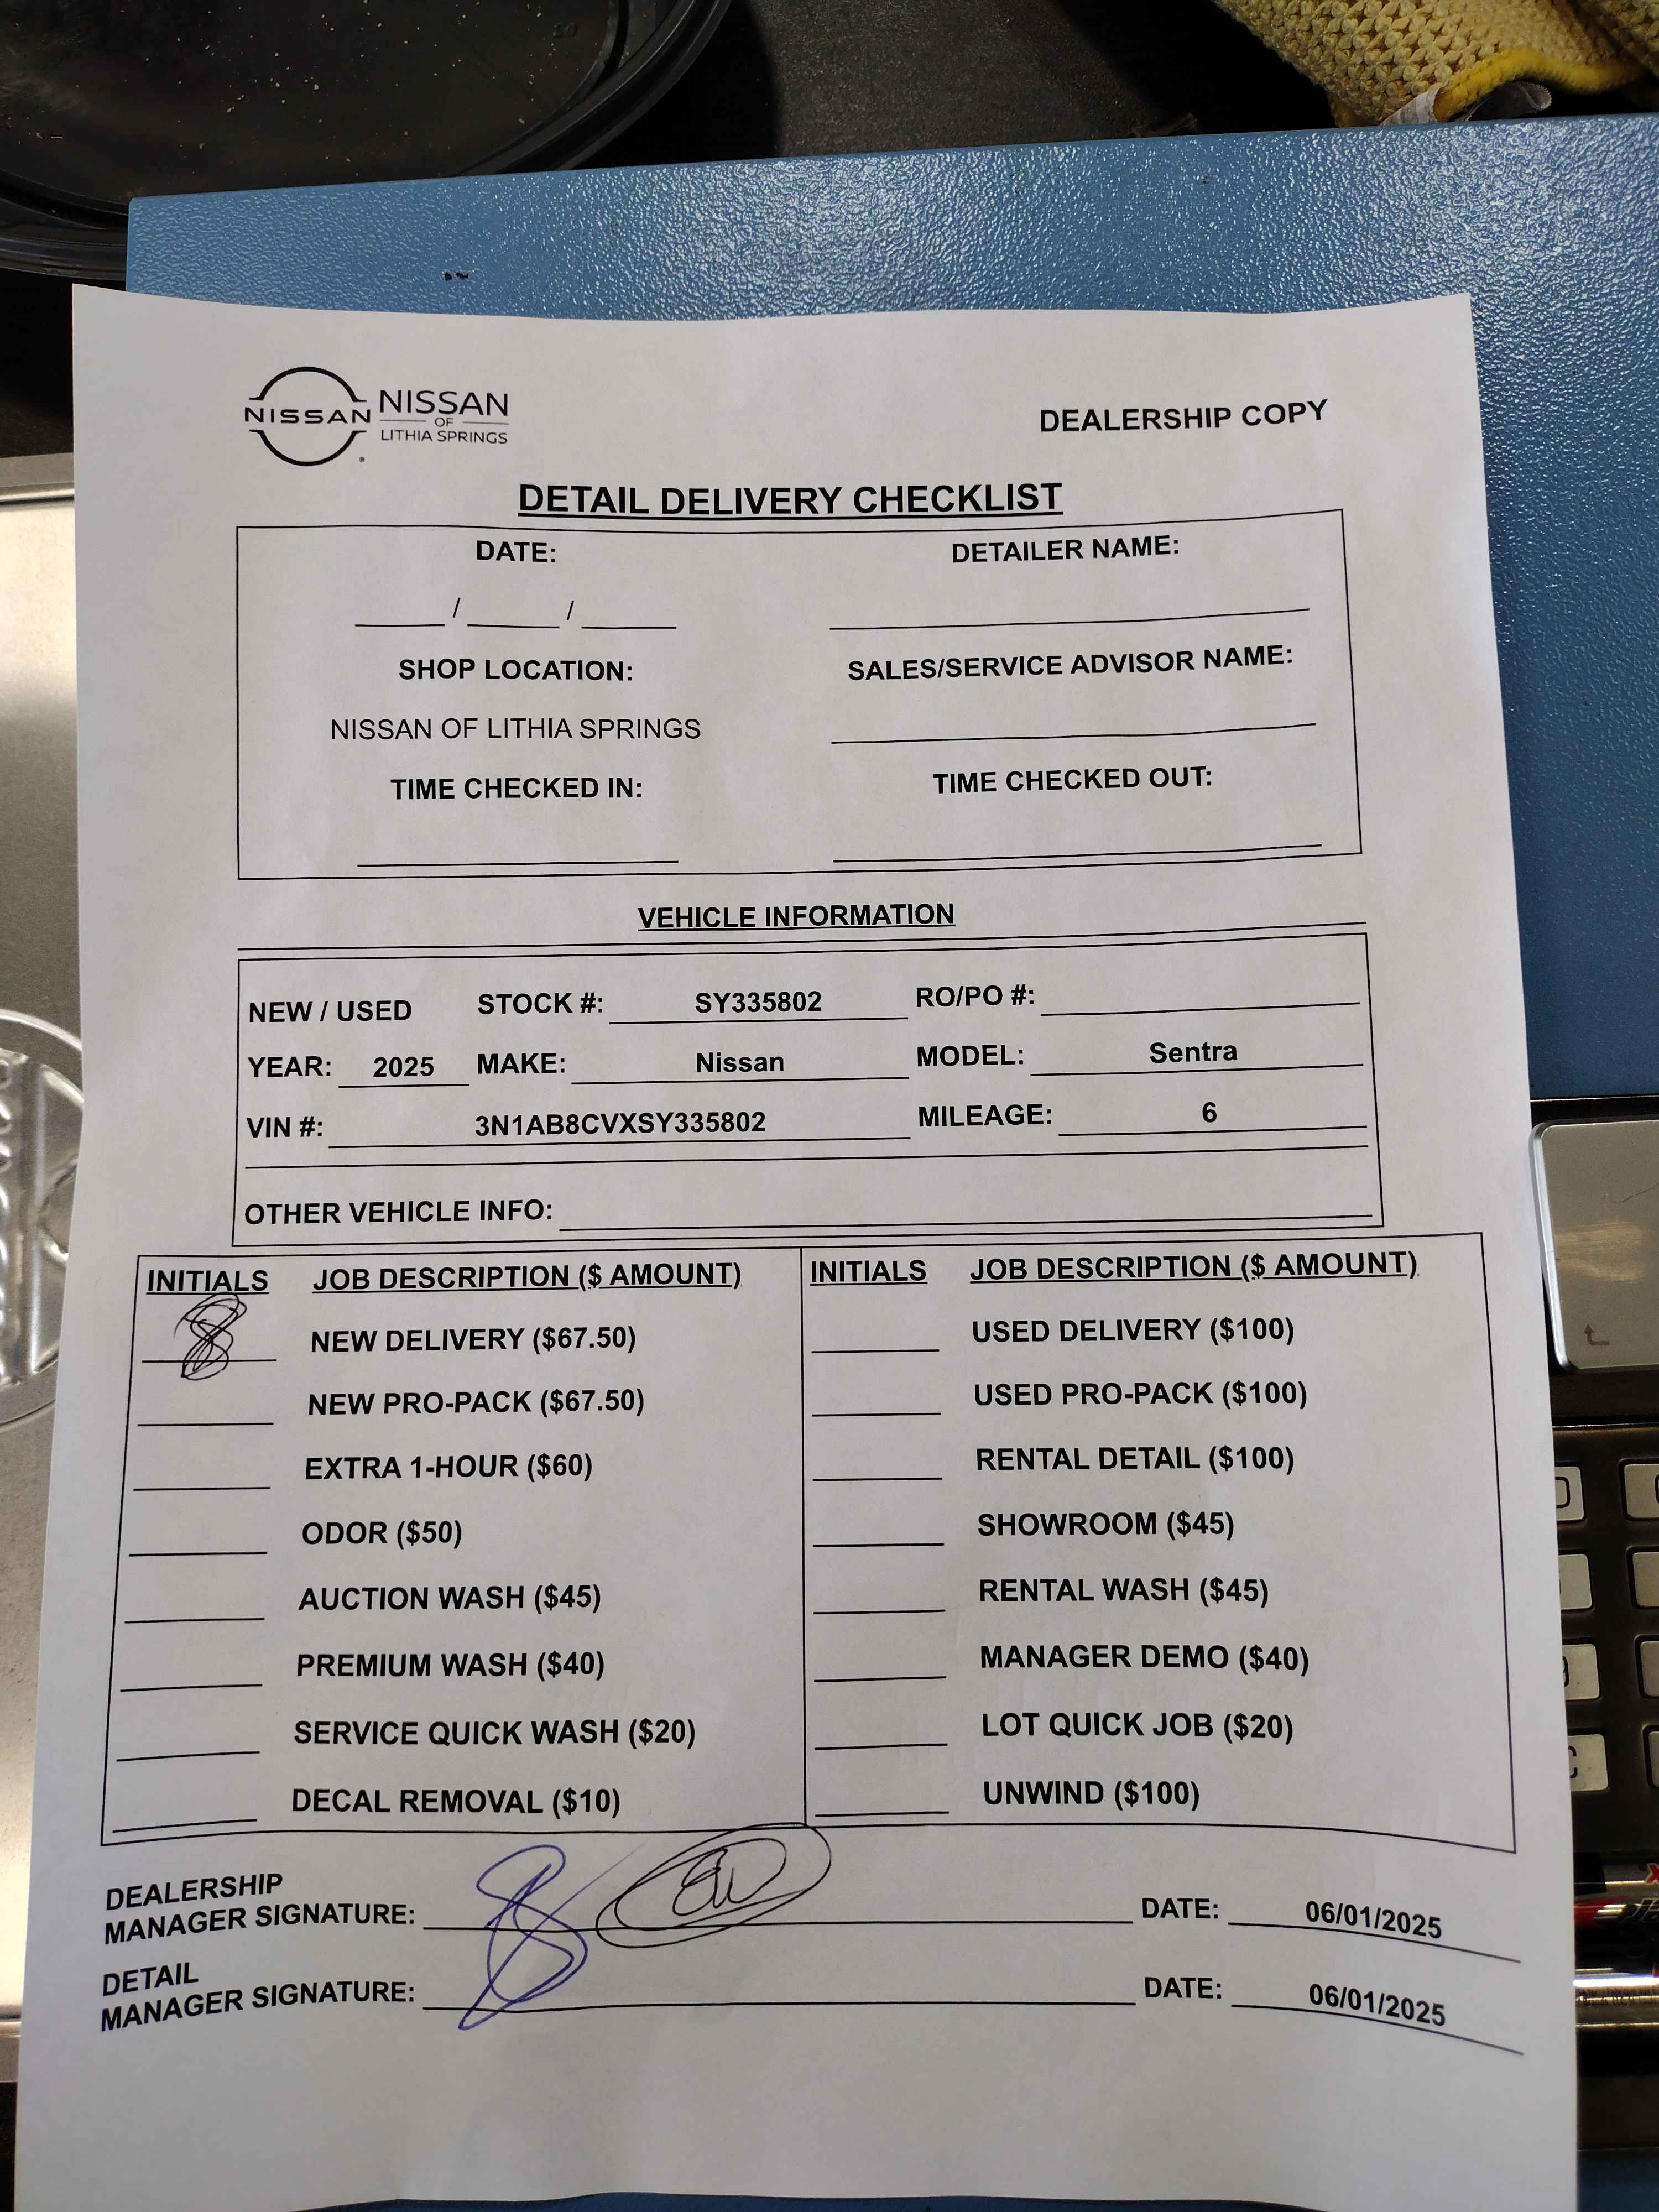 NISSAN
NISSAN
OF
LITHIA SPRINGS
DEALERSHIP COPY
DETAIL DELIVERY CHECKLIST
DATE: DETAILER NAME:
____ / ____ / ____
SHOP LOCATION: SALES/SERVICE ADVISOR NAME:
NISSAN OF LITHIA SPRINGS
TIME CHECKED IN: TIME CHECKED OUT:
VEHICLE INFORMATION
NEW / USED STOCK #: SY335802 RO/PO #:
YEAR: 2025 MAKE: Nissan MODEL: Sentra
VIN #: 3N1AB8CVXSY335802 MILEAGE: 6
OTHER VEHICLE INFO:
INITIALS JOB DESCRIPTION ($ AMOUNT) INITIALS JOB DESCRIPTION ($ AMOUNT)
NEW DELIVERY ($67.50) USED DELIVERY ($100)
NEW PRO-PACK ($67.50) USED PRO-PACK ($100)
EXTRA 1-HOUR ($60) RENTAL DETAIL ($100)
ODOR ($50) SHOWROOM ($45)
AUCTION WASH ($45) RENTAL WASH ($45)
PREMIUM WASH ($40) MANAGER DEMO ($40)
SERVICE QUICK WASH ($20) LOT QUICK JOB ($20)
DECAL REMOVAL ($10) UNWIND ($100)
DEALERSHIP
MANAGER SIGNATURE: DATE: 06/01/2025
DETAIL
MANAGER SIGNATURE: DATE: 06/01/2025